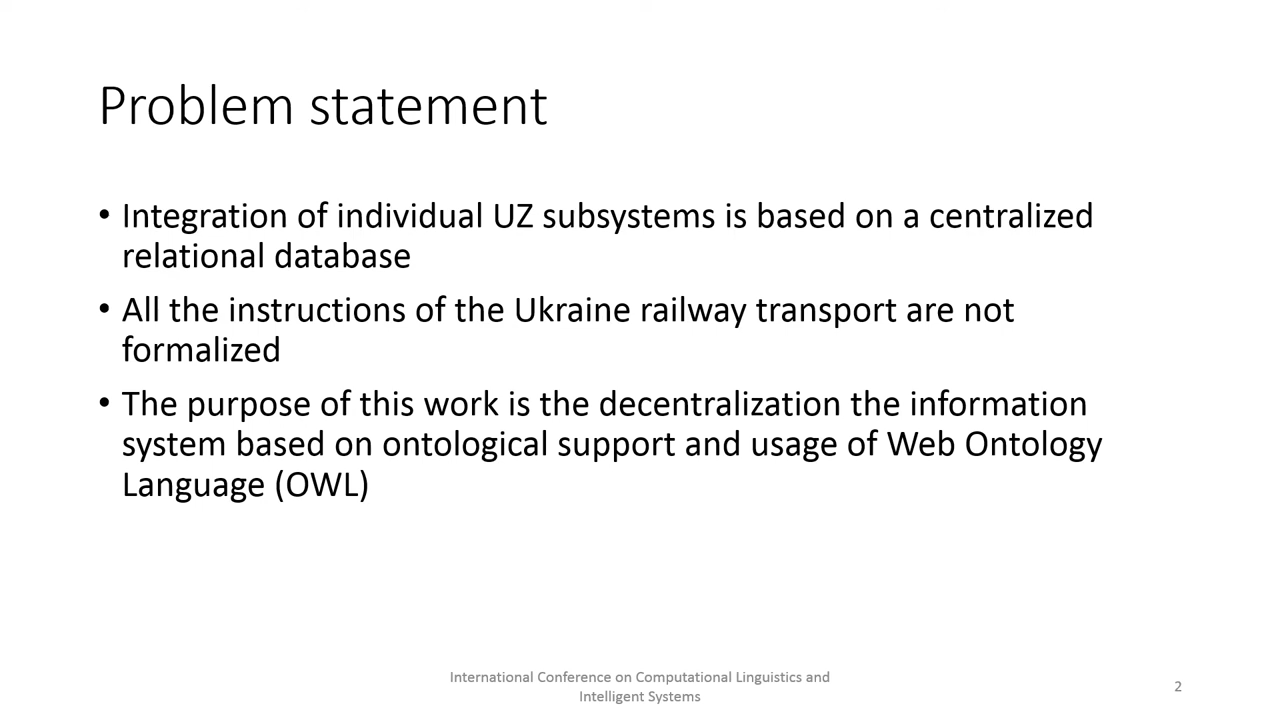 Problem statement
• Integration of individual UZ subsystems is based on a centralized
relational database
• All the instructions of the Ukraine railway transport are not
formalized
• The purpose of this work is the decentralization the information
system based on ontological support and usage of Web Ontology
Language (OWL)
International Conference on Computational Linguistics and
Intelligent Systems
2